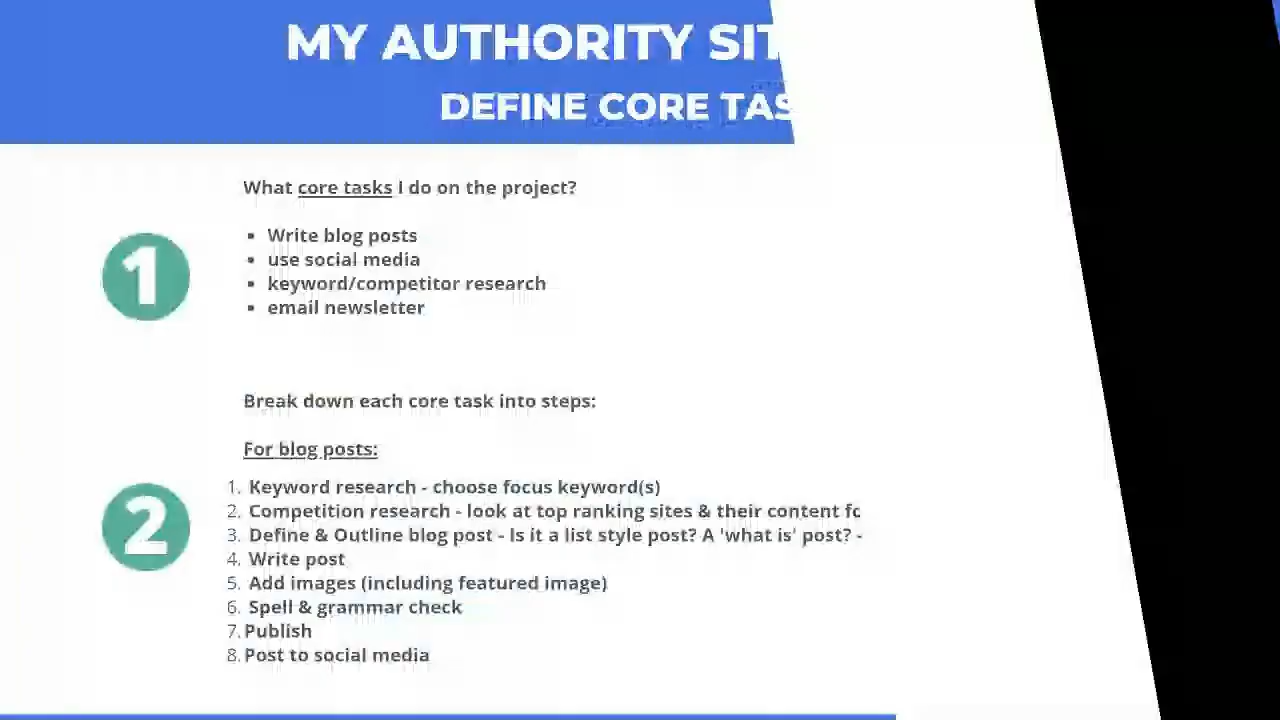 MY AUTHORITY
DEFINE CORE
What core tasks I do on the project?
1
• Write blog posts
• use social media
• keyword/competitor research
• email newsletter
Break down each core task into steps:
For blog posts:
1. Keyword research - choose focus keyword(s)
2. Competition research - look at top ranking sites & their content
3. Define & Outline blog post - Is it a list style post? A 'what is' post? -
2
4. Write post
5. Add images (including featured image)
6. Spell & grammar check
7. Publish
8. Post to social media